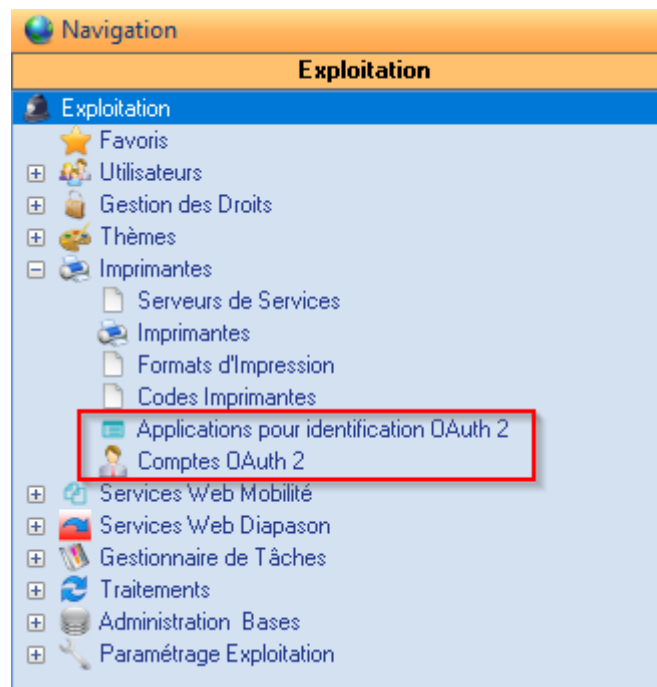 Navigation
Exploitation
Exploitation
Favoris
Utilisateurs
Gestion des Droits
Thèmes
Imprimantes
Serveurs de Services
Imprimantes
Formats d'Impression
Codes Imprimantes
Applications pour identification OAuth 2
Comptes OAuth 2
Services Web Mobilité
Services Web Diapason
Gestionnaire de Tâches
Traitements
Administration Bases
Paramétrage Exploitation